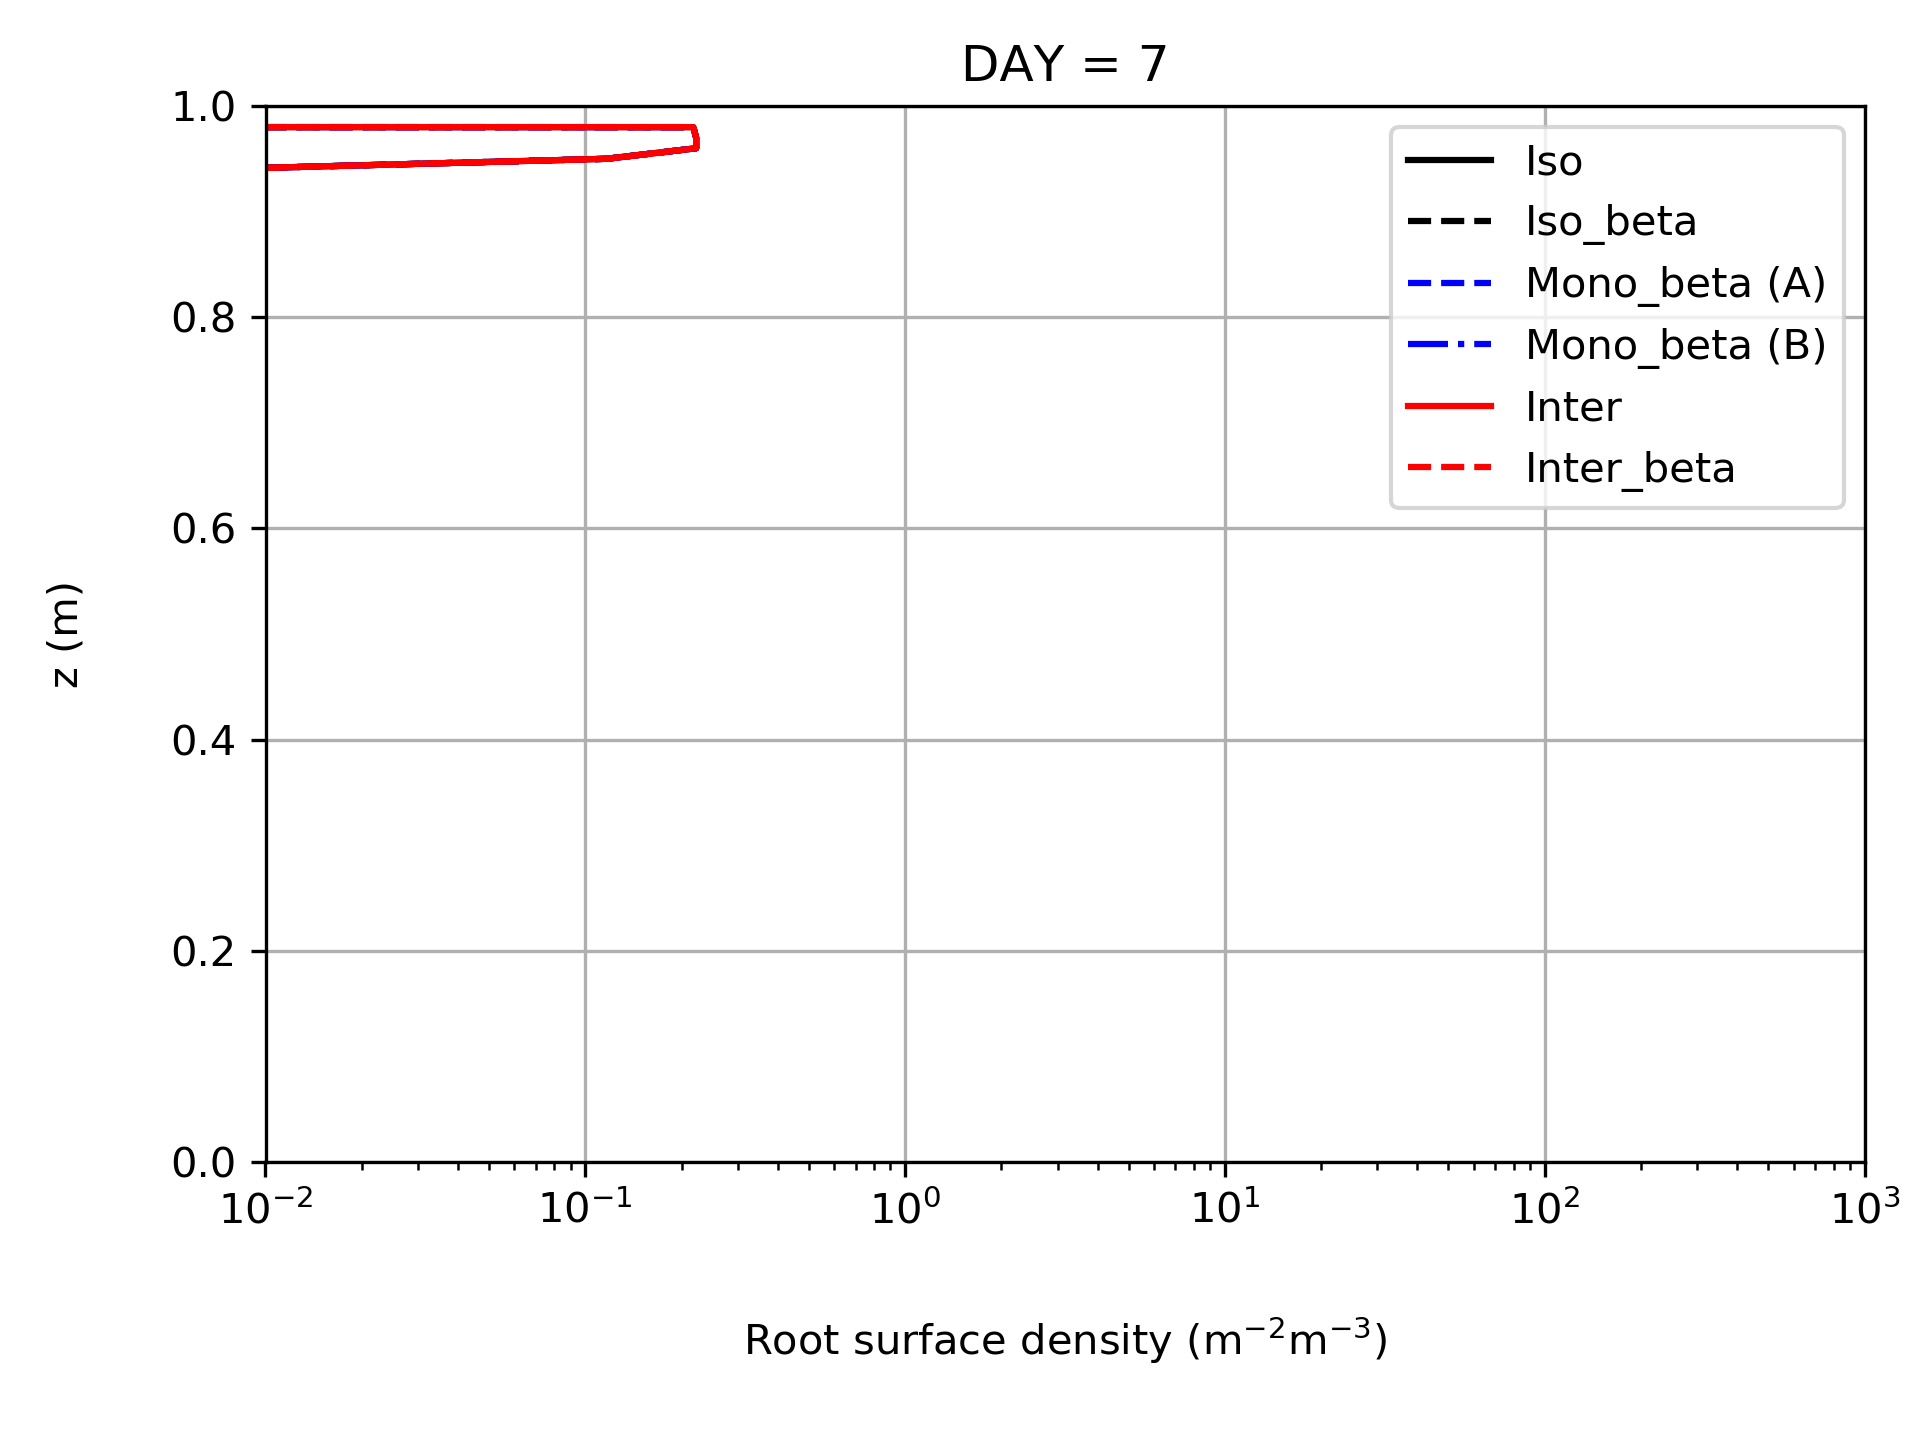 DAY = 7
1.0
0.8
0.6
0.4
0.2
0.0
z (m)
10⁻² 10⁻¹ 10⁰ 10¹ 10² 10³
Root surface density (m⁻²m⁻³)
Iso
Iso_beta
Mono_beta (A)
Mono_beta (B)
Inter
Inter_beta